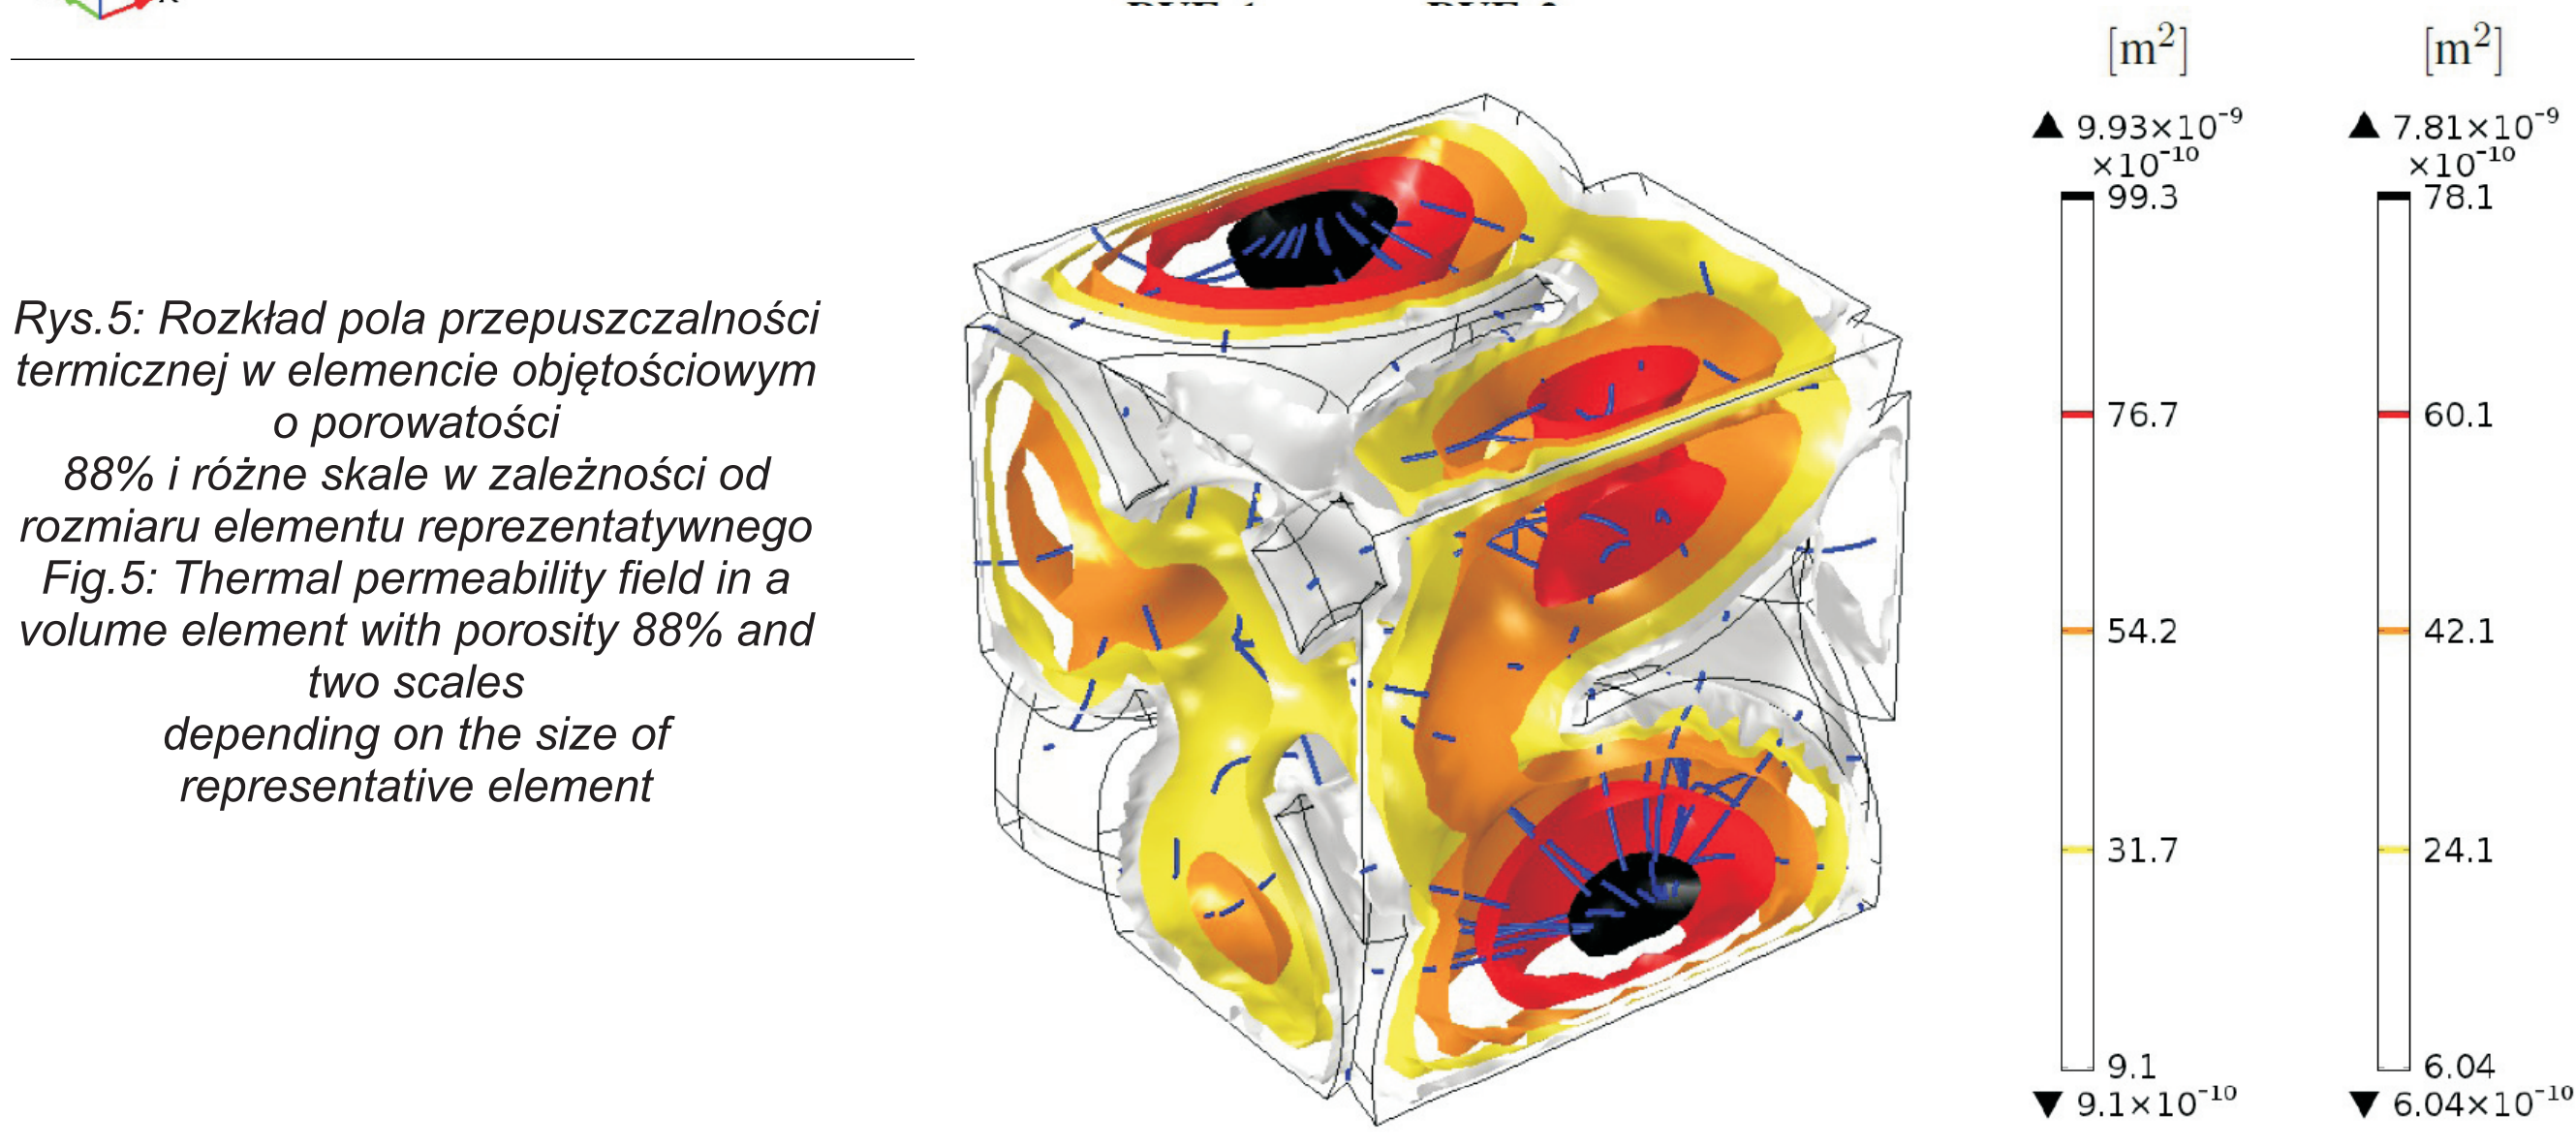 Rys.5: Rozkład pola przepuszczalności
termicznej w elemencie objętościowym
o porowatości
88% i różne skale w zależności od
rozmiaru elementu reprezentatywnego
Fig.5: Thermal permeability field in a
volume element with porosity 88% and
two scales
depending on the size of
representative element
[m²]
▲ 9.93×10⁻⁹
×10⁻¹⁰
99.3
76.7
54.2
31.7
9.1
▼ 9.1×10⁻¹⁰
[m²]
▲ 7.81×10⁻⁹
×10⁻¹⁰
78.1
60.1
42.1
24.1
6.04
▼ 6.04×10⁻¹⁰